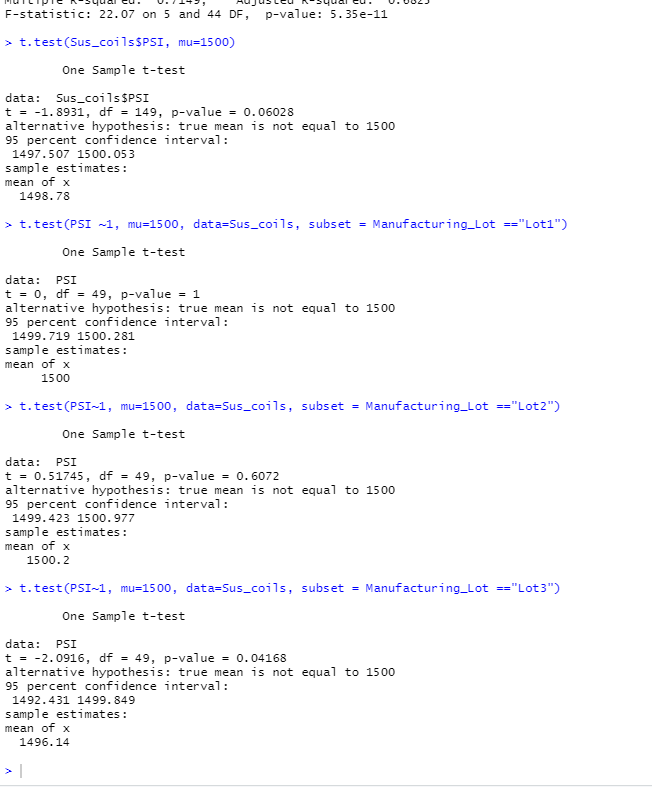 Multiple R-squared:  0.7149,    Adjusted R-squared:  0.6825
F-statistic: 22.07 on 5 and 44 DF,  p-value: 5.35e-11
> t.test(Sus_coils$PSI, mu=1500)
One Sample t-test
data:  Sus_coils$PSI
t = -1.8931, df = 149, p-value = 0.06028
alternative hypothesis: true mean is not equal to 1500
95 percent confidence interval:
1497.507 1500.053
sample estimates:
mean of x
1498.78
> t.test(PSI ~1, mu=1500, data=Sus_coils, subset = Manufacturing_Lot =="Lot1")
One Sample t-test
data:  PSI
t = 0, df = 49, p-value = 1
alternative hypothesis: true mean is not equal to 1500
95 percent confidence interval:
1499.719 1500.281
sample estimates:
mean of x
1500
> t.test(PSI~1, mu=1500, data=Sus_coils, subset = Manufacturing_Lot =="Lot2")
One Sample t-test
data:  PSI
t = 0.51745, df = 49, p-value = 0.6072
alternative hypothesis: true mean is not equal to 1500
95 percent confidence interval:
1499.423 1500.977
sample estimates:
mean of x
1500.2
> t.test(PSI~1, mu=1500, data=Sus_coils, subset = Manufacturing_Lot =="Lot3")
One Sample t-test
data:  PSI
t = -2.0916, df = 49, p-value = 0.04168
alternative hypothesis: true mean is not equal to 1500
95 percent confidence interval:
1492.431 1499.849
sample estimates:
mean of x
1496.14
>